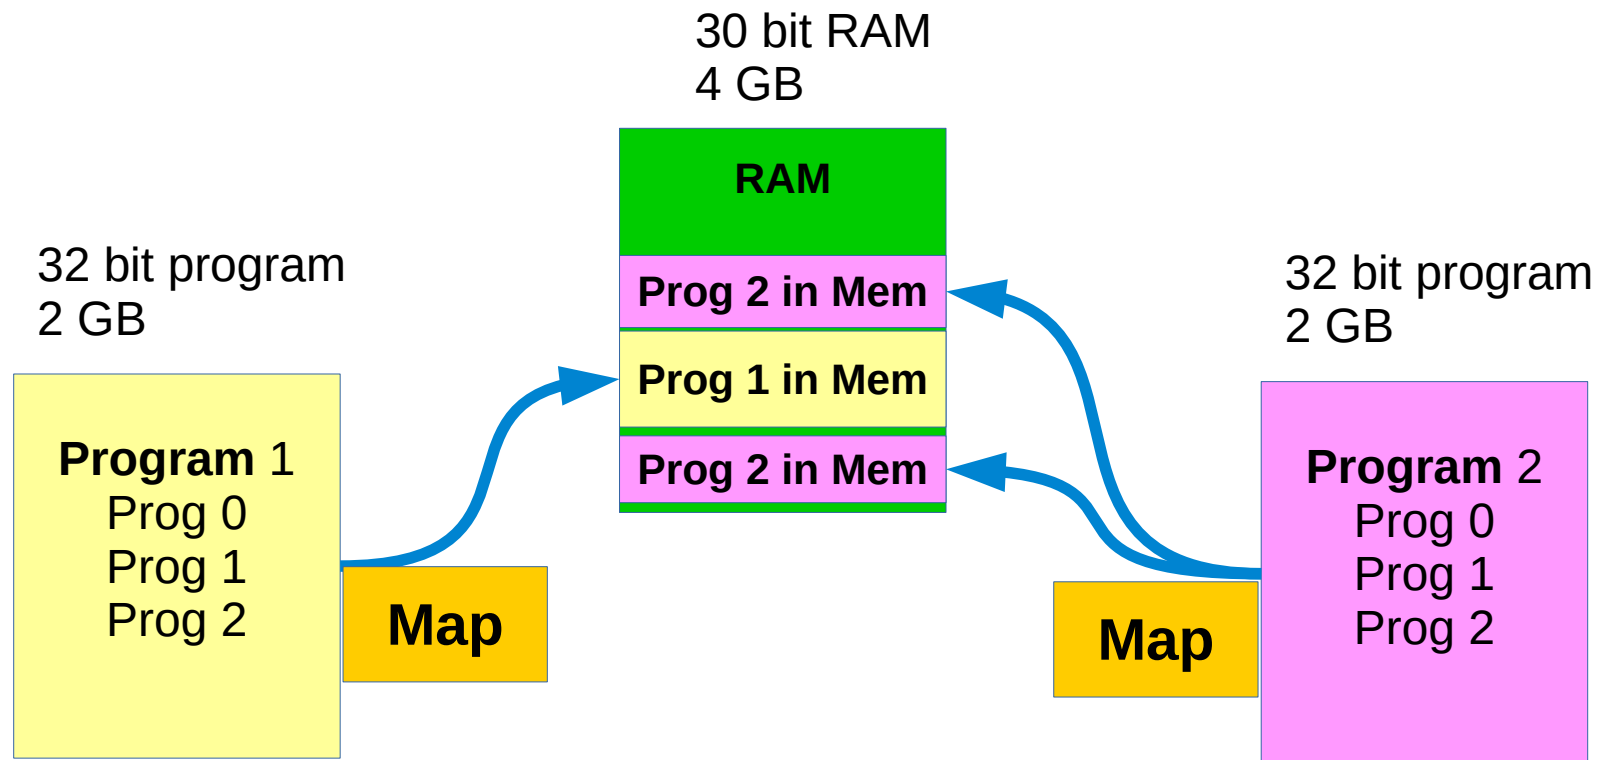 30 bit RAM
4 GB
RAM
32 bit program
2 GB
Program 1
Prog 0
Prog 1
Prog 2
Map
Prog 2 in Mem
Prog 1 in Mem
Prog 2 in Mem
32 bit program
2 GB
Program 2
Prog 0
Prog 1
Prog 2
Map